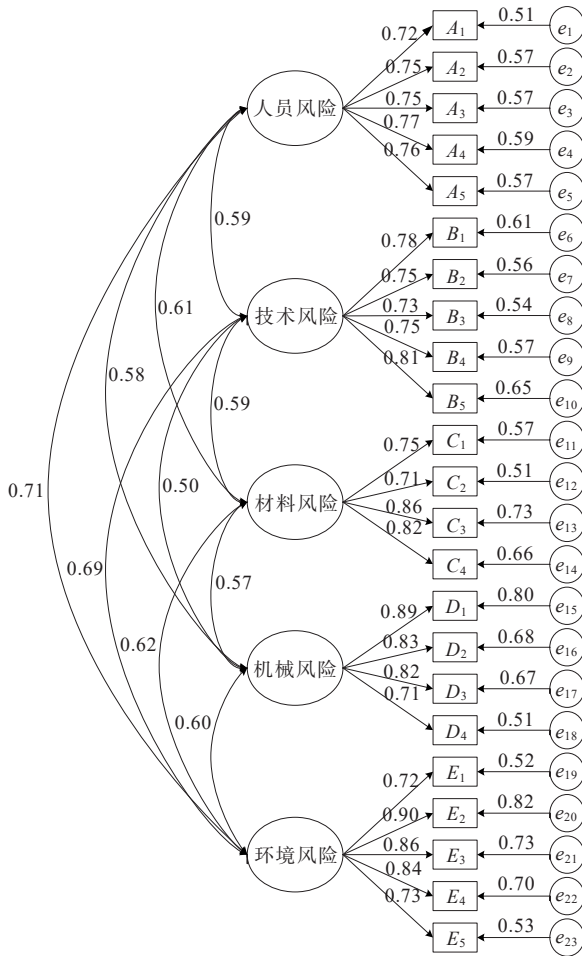 0.72 A₁ 0.51 e₁
0.75 A₂ 0.57 e₂
人员风险 0.75 A₃ 0.57 e₃
0.77 A₄ 0.59 e₄
0.76 A₅ 0.57 e₅
0.59
0.78 B₁ 0.61 e₆
0.75 B₂ 0.56 e₇
0.61 技术风险 0.73 B₃ 0.54 e₈
0.75 B₄ 0.57 e₉
0.58 0.81 B₅ 0.65 e₁₀
0.59
0.75 C₁ 0.57 e₁₁
0.71 0.50 0.71 C₂ 0.51 e₁₂
材料风险 0.86 C₃ 0.73 e₁₃
0.82 C₄ 0.66 e₁₄
0.69 0.57
0.89 D₁ 0.80 e₁₅
0.62 0.83 D₂ 0.68 e₁₆
机械风险 0.82 D₃ 0.67 e₁₇
0.71 D₄ 0.51 e₁₈
0.60
0.72 E₁ 0.52 e₁₉
0.90 E₂ 0.82 e₂₀
环境风险 0.86 E₃ 0.73 e₂₁
0.84 E₄ 0.70 e₂₂
0.73 E₅ 0.53 e₂₃